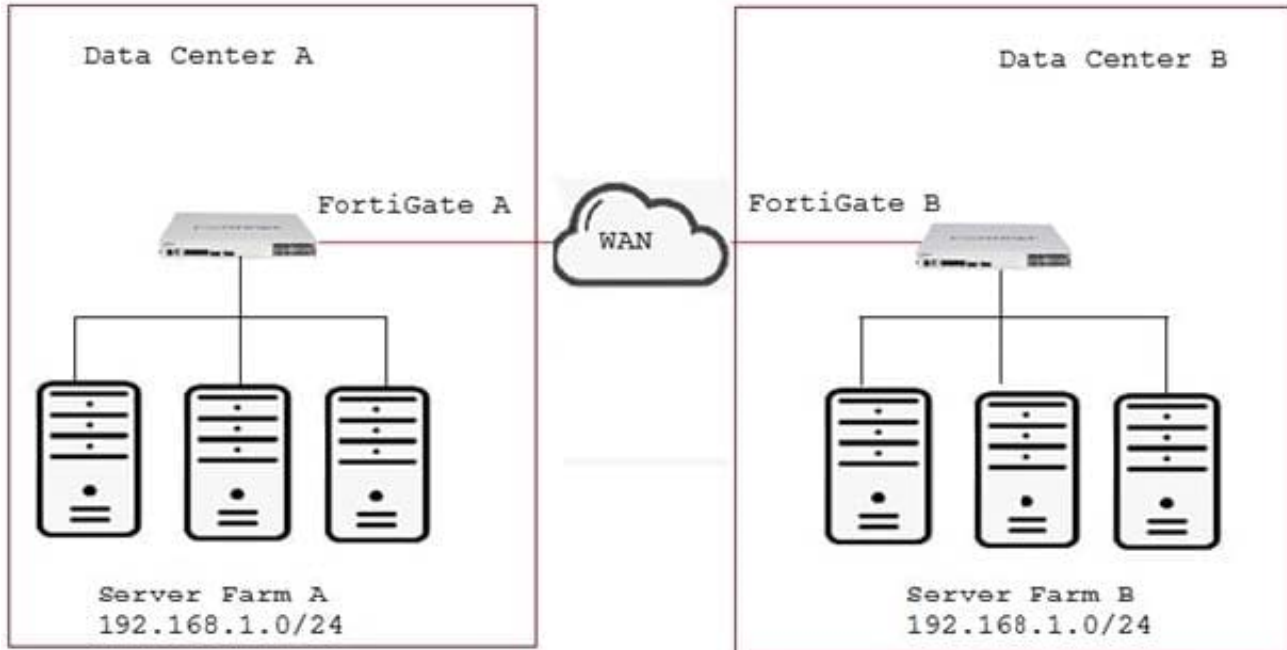 Data Center A
Data Center B
FortiGate A
WAN
FortiGate B
Server Farm A
192.168.1.0/24
Server Farm B
192.168.1.0/24